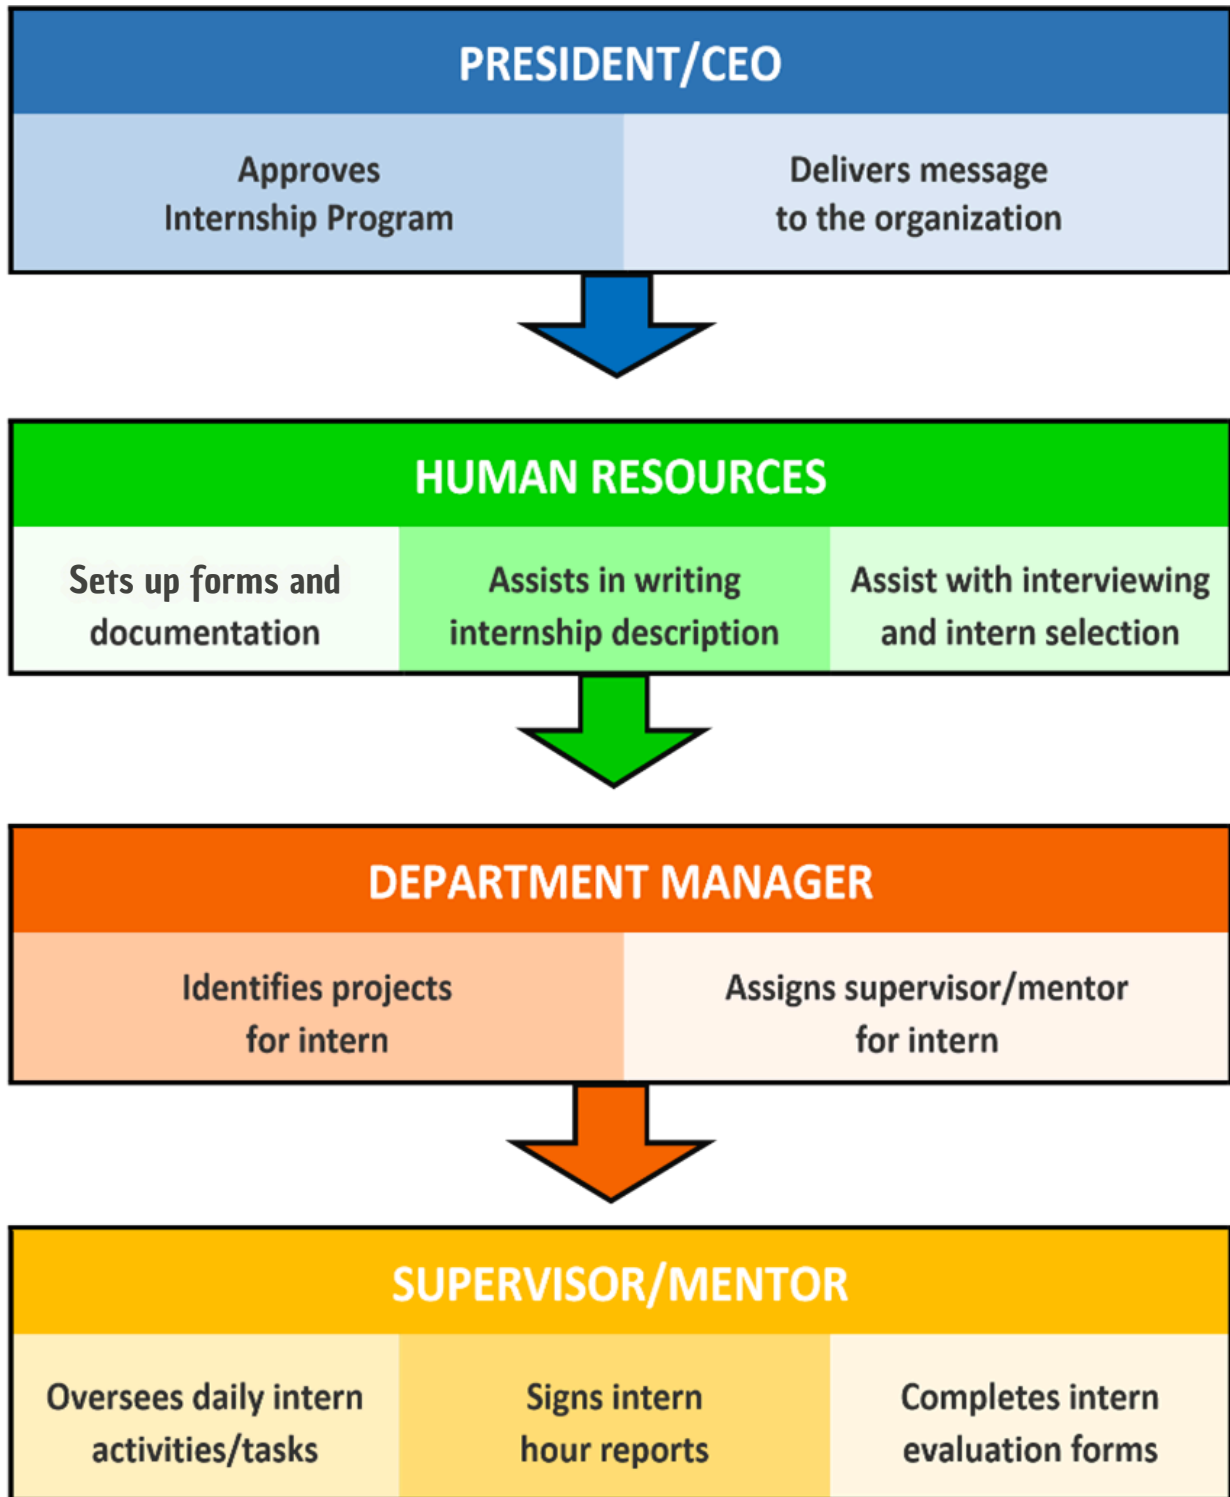 PRESIDENT/CEO
Approves
Internship Program
Delivers message
to the organization
HUMAN RESOURCES
Sets up forms and
documentation
Assists in writing
internship description
Assist with interviewing
and intern selection
DEPARTMENT MANAGER
Identifies projects
for intern
Assigns supervisor/mentor
for intern
SUPERVISOR/MENTOR
Oversees daily intern
activities/tasks
Signs intern
hour reports
Completes intern
evaluation forms